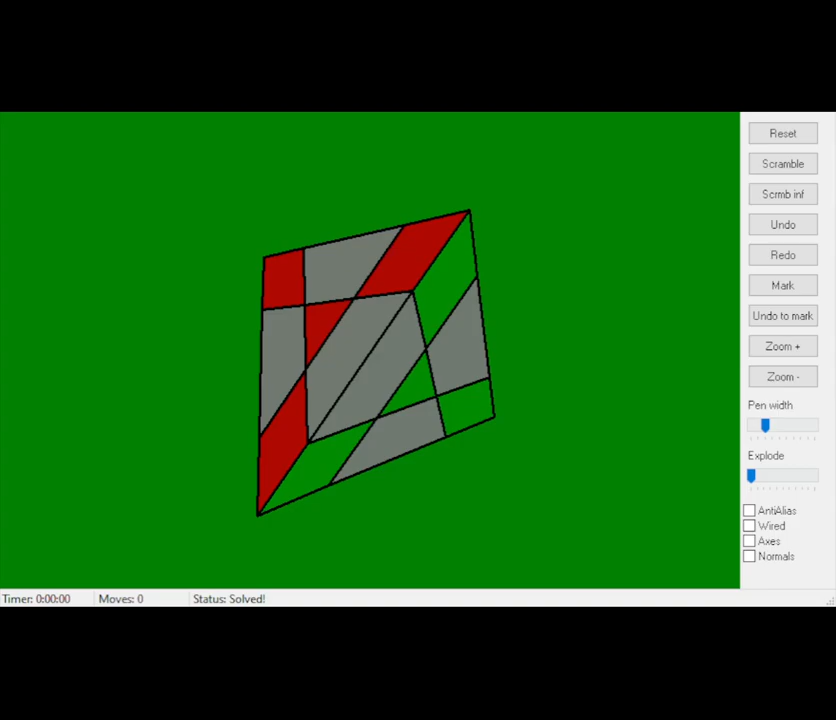 Reset
Scramble
Scrmb inf
Undo
Redo
Mark
Undo to mark
Zoom +
Zoom -
Pen width
Explode
AntiAlias
Wired
Axes
Normals
Timer: 0:00:00 Moves: 0 Status: Solved!